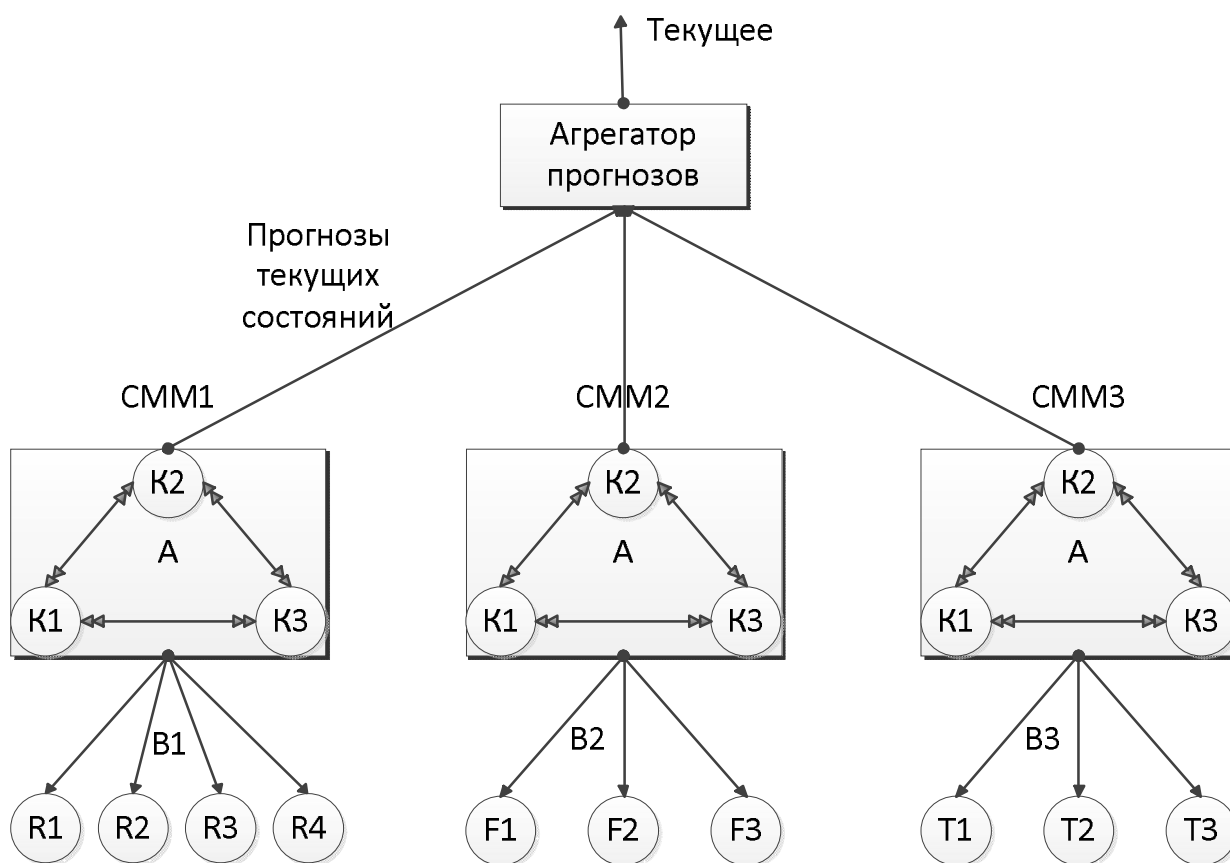 Текущее
Агрегатор
прогнозов
Прогнозы
текущих
состояний
СММ1
СММ2
СММ3
К2
К2
К2
А
А
А
К1
К3
К1
К3
К1
К3
В1
В2
В3
R1
R2
R3
R4
F1
F2
F3
T1
T2
T3